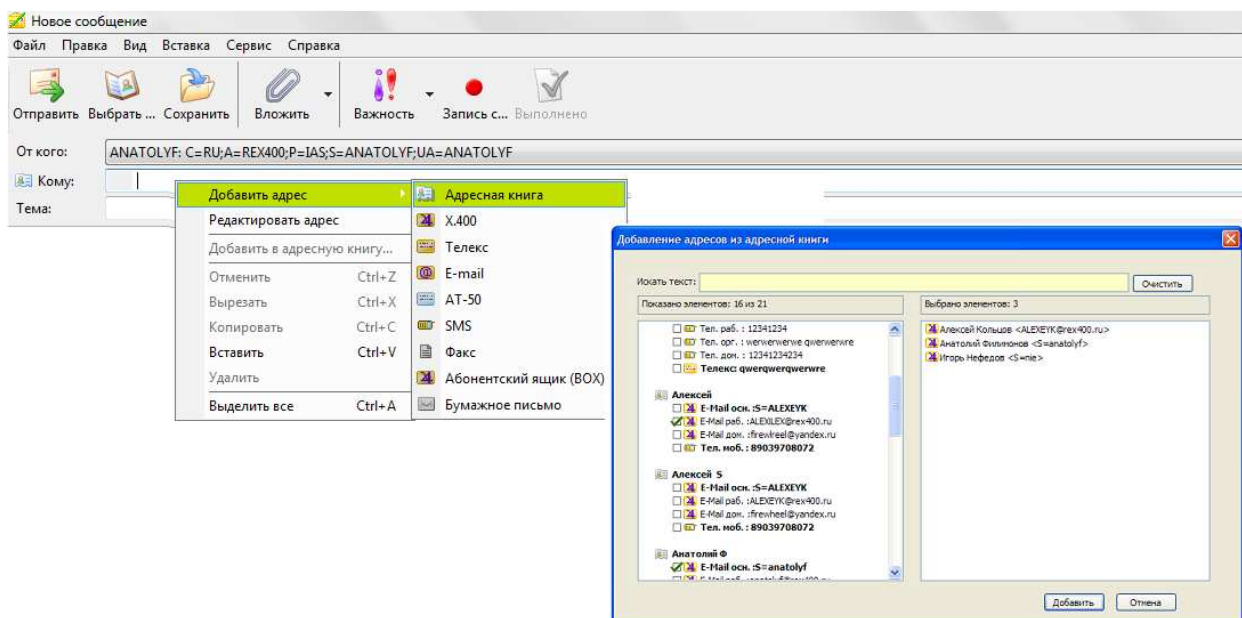 Новое сообщение
Файл Правка Вид Вставка Сервис Справка
Отправить Выбрать ... Сохранить Вложить Важность Запись с... Выполнено
От кого: ANATOLYF: C=RU;A=REX400;P=IAS;S=ANATOLYF;UA=ANATOLYF
Кому:
Тема:
Добавить адрес
Редактировать адрес
Добавить в адресную книгу...
Отменить Ctrl+Z
Вырезать Ctrl+X
Копировать Ctrl+C
Вставить Ctrl+V
Удалить
Выделить все Ctrl+A
Адресная книга
X.400
Телекс
E-mail
АТ-50
SMS
Факс
Абонентский ящик (BOX)
Бумажное письмо
Добавление адресов из адресной книги
Искать текст: Очистить
Показано элементов: 16 из 21
Тел. раб. : 12341234
Тел. орг. : werwerwerwe qwerwerwre
Тел. дон. : 12341234234
Телекс: qwerqwerqwerwre
Алексей
E-Mail осн. :S=ALEXEYK
E-Mail раб. :ALEXILEX@rex400.ru
E-Mail дом. :firewlreel@yandex.ru
Тел. моб. : 89039708072
Алексей S
E-Mail осн. :S=ALEXEYK
E-Mail раб. :ALEXEYK@rex400.ru
E-Mail дом. :firewheel@yandex.ru
Тел. моб. : 89039708072
Анатолий Ф
E-Mail осн. :S=anatolyf
Выбрано элементов: 3
Алексей Кольцов <ALEXEYK@rex400.ru>
Анатолий Филимонов <S=anatolyf>
Игорь Нефедов <S=nie>
Добавить Отмена